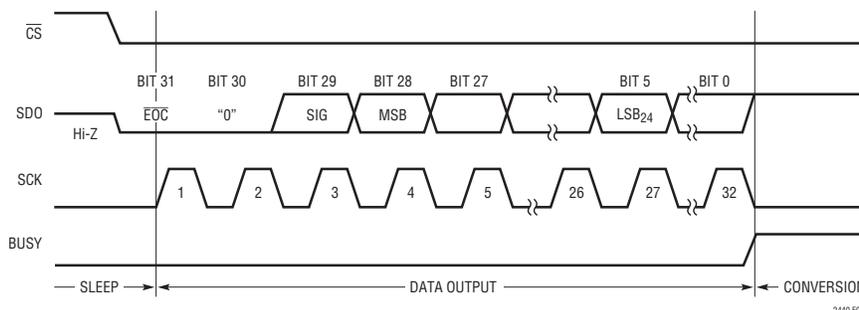 CS
BIT 31 BIT 30 BIT 29 BIT 28 BIT 27 BIT 5 BIT 0
SDO EOC “0” SIG MSB LSB24
Hi-Z
SCK 1 2 3 4 5 26 27 32
BUSY
SLEEP DATA OUTPUT CONVERSION